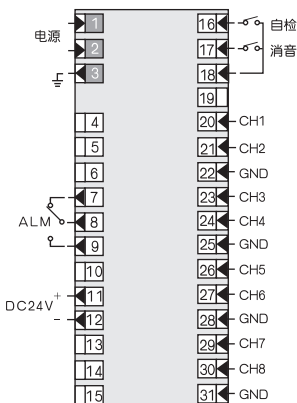 电源
1
2
3
4
5
6
ALM
7
8
9
10
DC24V
+
11
-
12
13
14
15
16
自检
17
消音
18
19
20 CH1
21 CH2
22 GND
23 CH3
24 CH4
25 GND
26 CH5
27 CH6
28 GND
29 CH7
30 CH8
31 GND